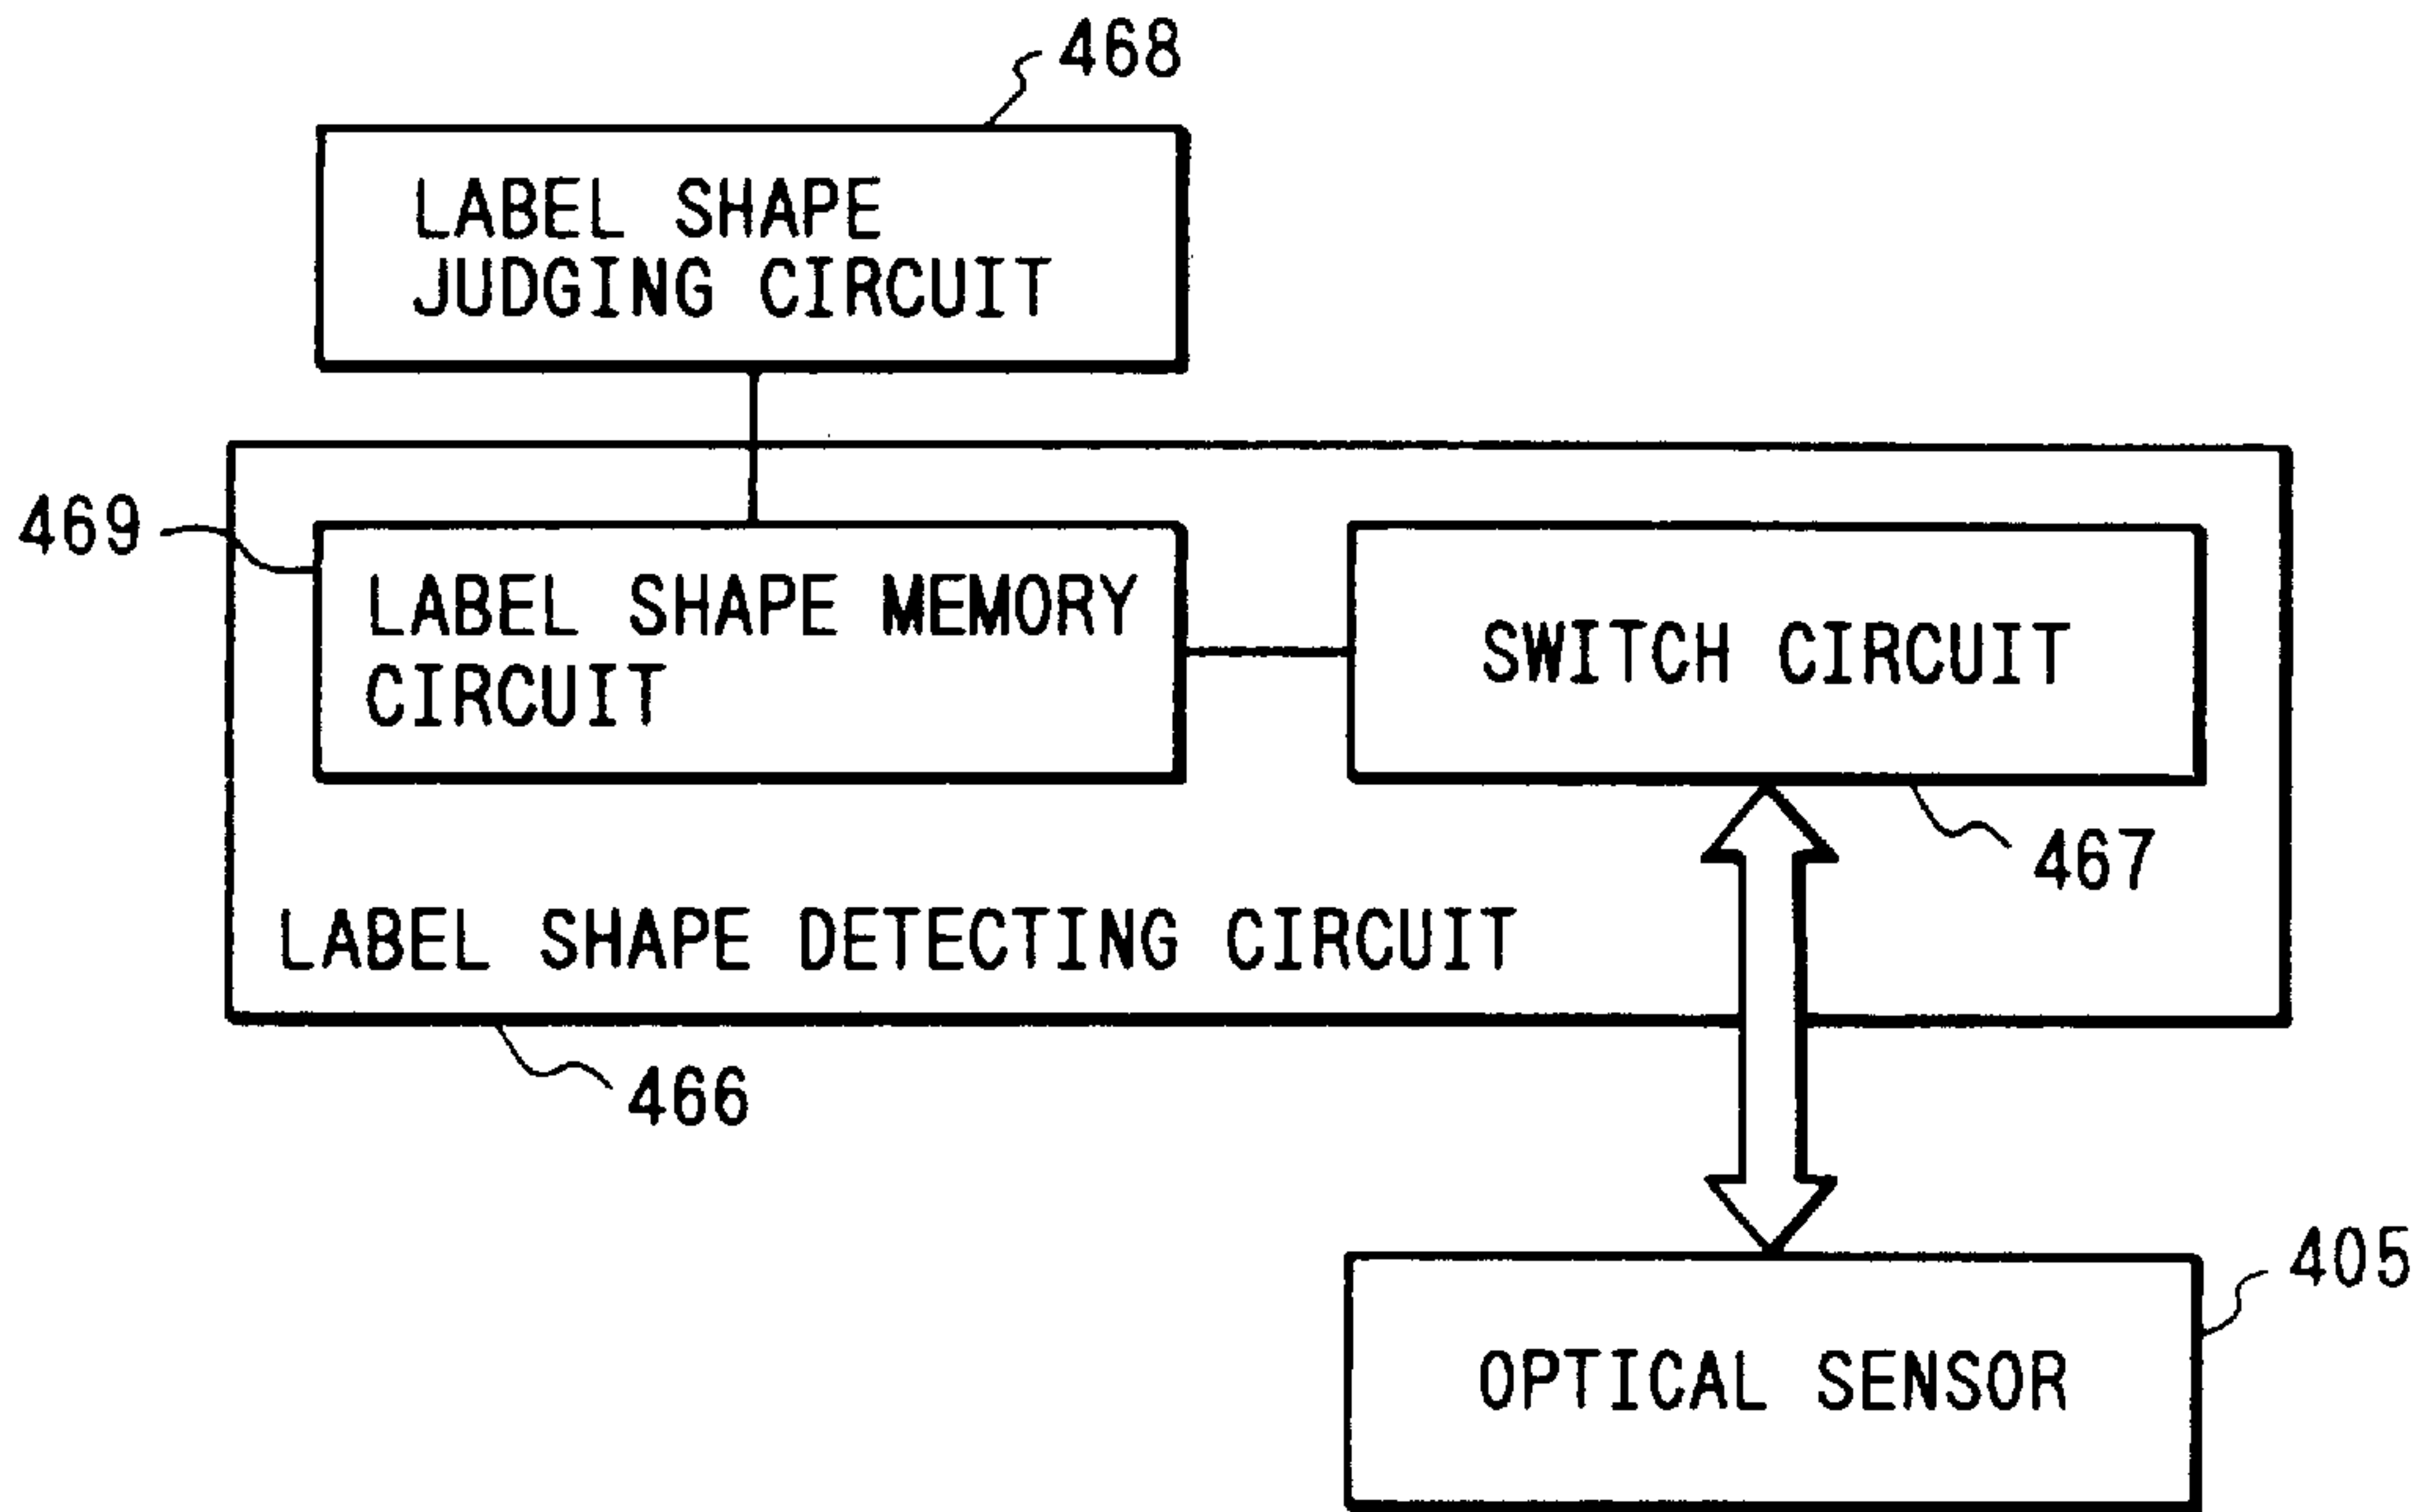 468
LABEL SHAPE
JUDGING CIRCUIT
469
LABEL SHAPE MEMORY
CIRCUIT
SWITCH CIRCUIT
467
LABEL SHAPE DETECTING CIRCUIT
466
405
OPTICAL SENSOR